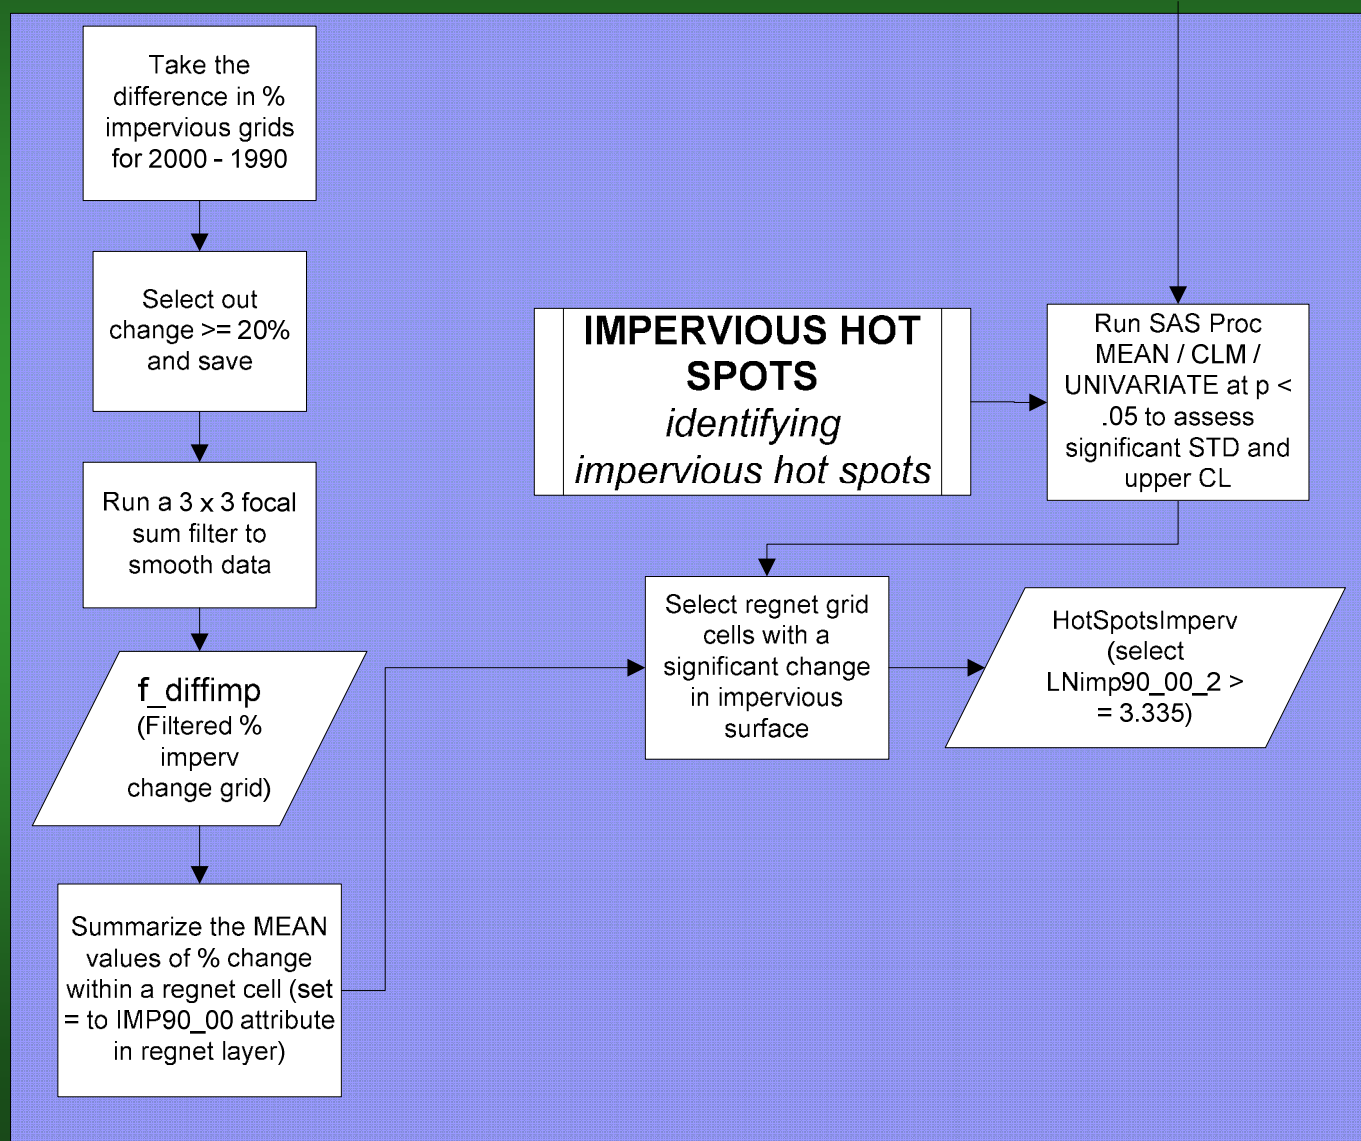 Take the
difference in %
impervious grids
for 2000 - 1990
Select out
change >= 20%
and save
Run a 3 x 3 focal
sum filter to
smooth data
f_diffimp
(Filtered %
imperv
change grid)
Summarize the MEAN
values of % change
within a regnet cell (set
= to IMP90_00 attribute
in regnet layer)
IMPERVIOUS HOT
SPOTS
identifying
impervious hot spots
Run SAS Proc
MEAN / CLM /
UNIVARIATE at p <
.05 to assess
significant STD and
upper CL
Select regnet grid
cells with a
significant change
in impervious
surface
HotSpotsImperv
(select
LNimp90_00_2 >
= 3.335)